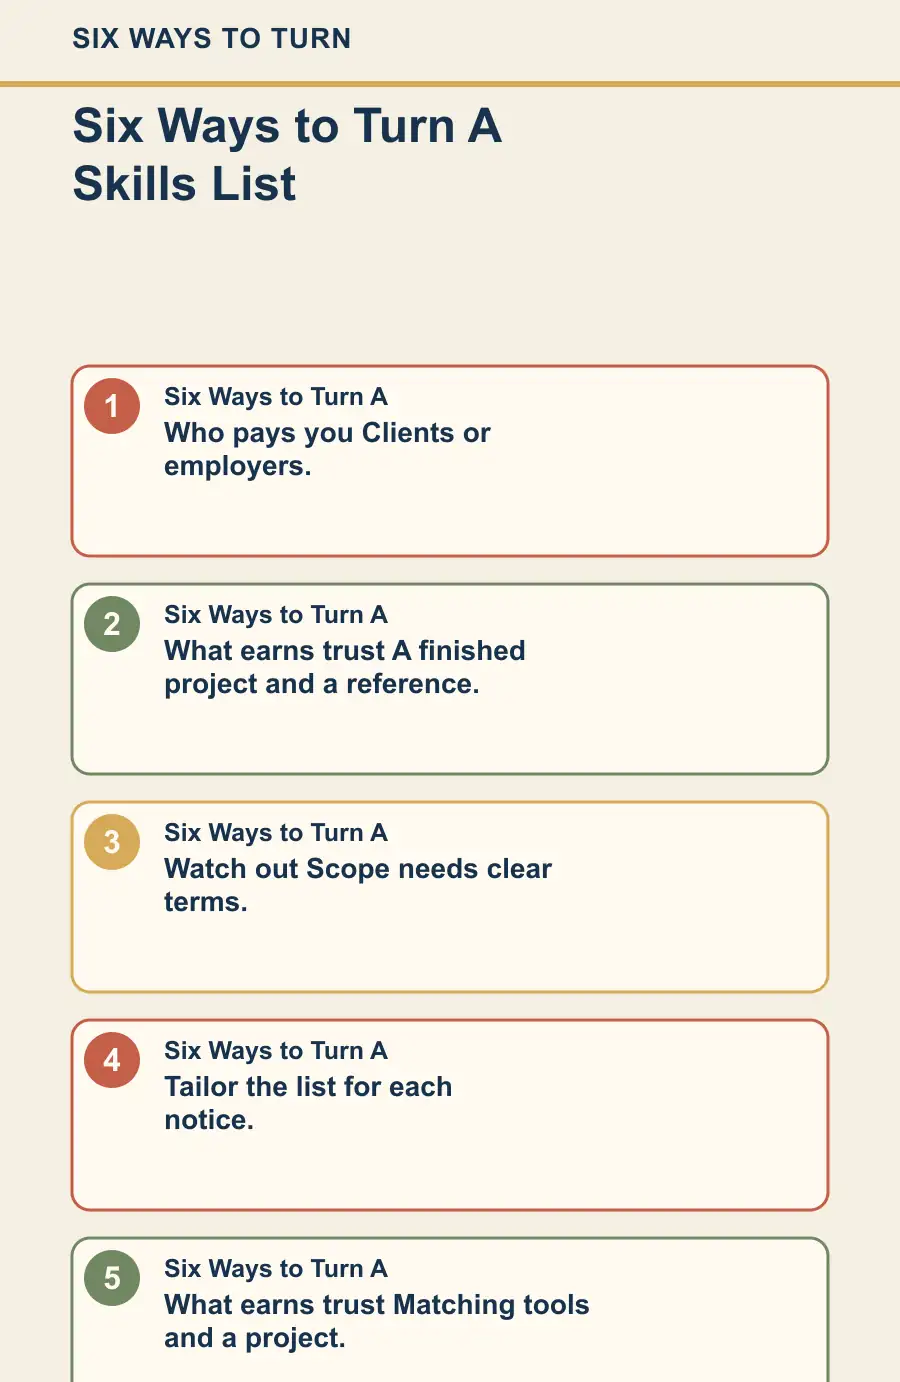 SIX WAYS TO TURN
Six Ways to Turn A
Skills List
1
Six Ways to Turn A
Who pays you Clients or
employers.
2
Six Ways to Turn A
What earns trust A finished
project and a reference.
3
Six Ways to Turn A
Watch out Scope needs clear
terms.
4
Six Ways to Turn A
Tailor the list for each
notice.
5
Six Ways to Turn A
What earns trust Matching tools
and a project.